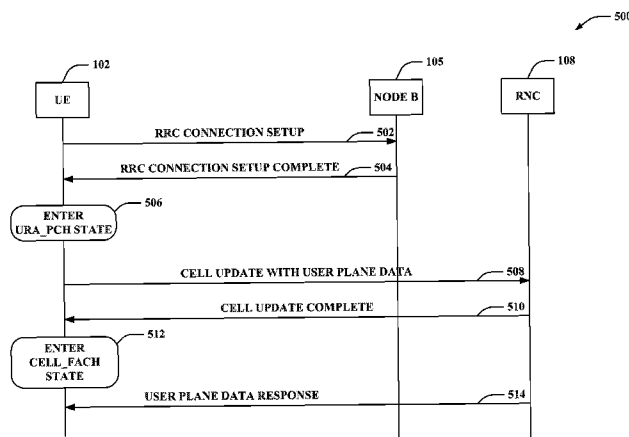 500
102
105
108
UE
NODE B
RNC
RRC CONNECTION SETUP
502
RRC CONNECTION SETUP COMPLETE
504
ENTER
URA_PCH STATE
506
CELL UPDATE WITH USER PLANE DATA
508
CELL UPDATE COMPLETE
510
ENTER
CELL_FACH
STATE
512
USER PLANE DATA RESPONSE
514